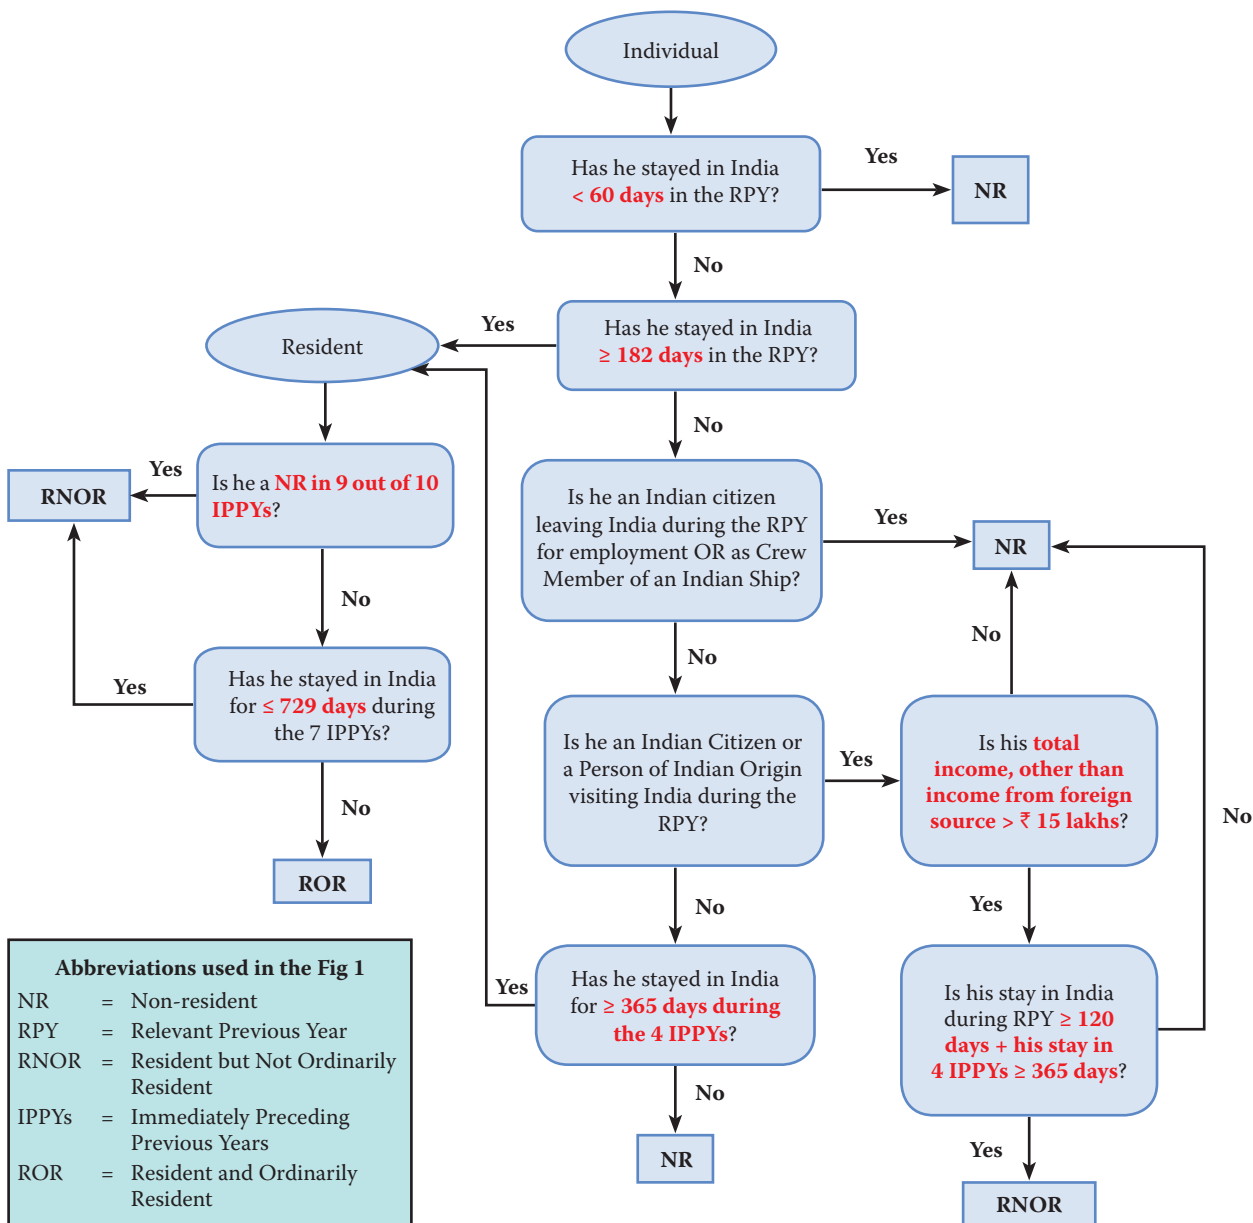 Individual
Has he stayed in India
< 60 days in the RPY?
Yes
NR
No
Has he stayed in India
≥ 182 days in the RPY?
Yes
Resident
No
Is he a NR in 9 out of 10
IPPYs?
Yes
RNOR
No
Has he stayed in India
for ≤ 729 days during
the 7 IPPYs?
Yes
No
ROR
Is he an Indian citizen
leaving India during the RPY
for employment OR as Crew
Member of an Indian Ship?
Yes
NR
No
Is he an Indian Citizen or
a Person of Indian Origin
visiting India during the
RPY?
Yes
Is his total
income, other than
income from foreign
source > ₹ 15 lakhs?
No
Yes
No
Is his stay in India
during RPY ≥ 120
days + his stay in
4 IPPYs ≥ 365 days?
No
Yes
RNOR
Has he stayed in India
for ≥ 365 days during
the 4 IPPYs?
Yes
No
NR
Abbreviations used in the Fig 1
NR = Non-resident
RPY = Relevant Previous Year
RNOR = Resident but Not Ordinarily
Resident
IPPYs = Immediately Preceding
Previous Years
ROR = Resident and Ordinarily
Resident